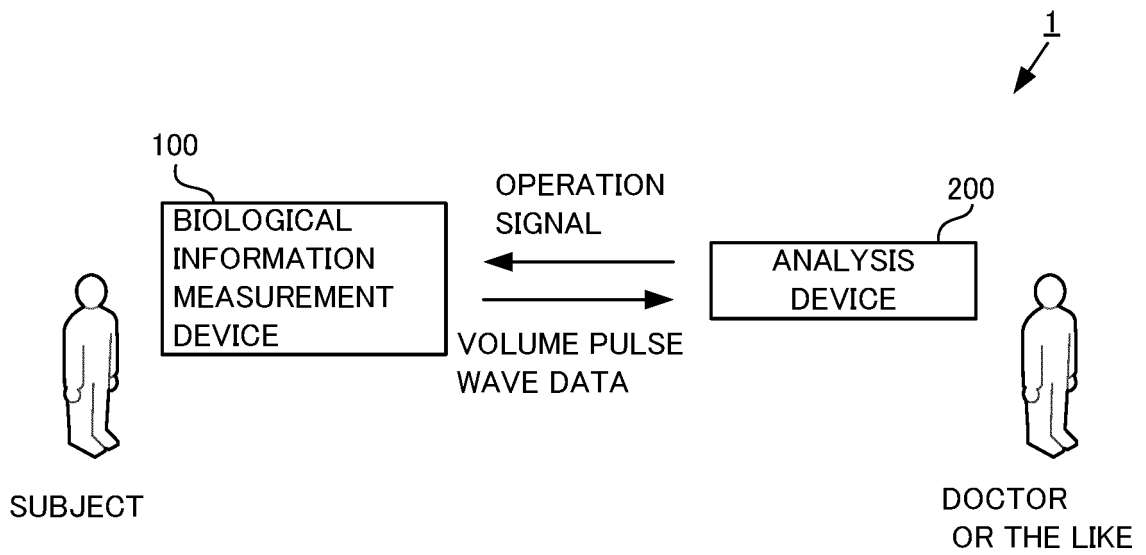 1
100
BIOLOGICAL
INFORMATION
MEASUREMENT
DEVICE
OPERATION
SIGNAL
VOLUME PULSE
WAVE DATA
200
ANALYSIS
DEVICE
SUBJECT
DOCTOR
OR THE LIKE